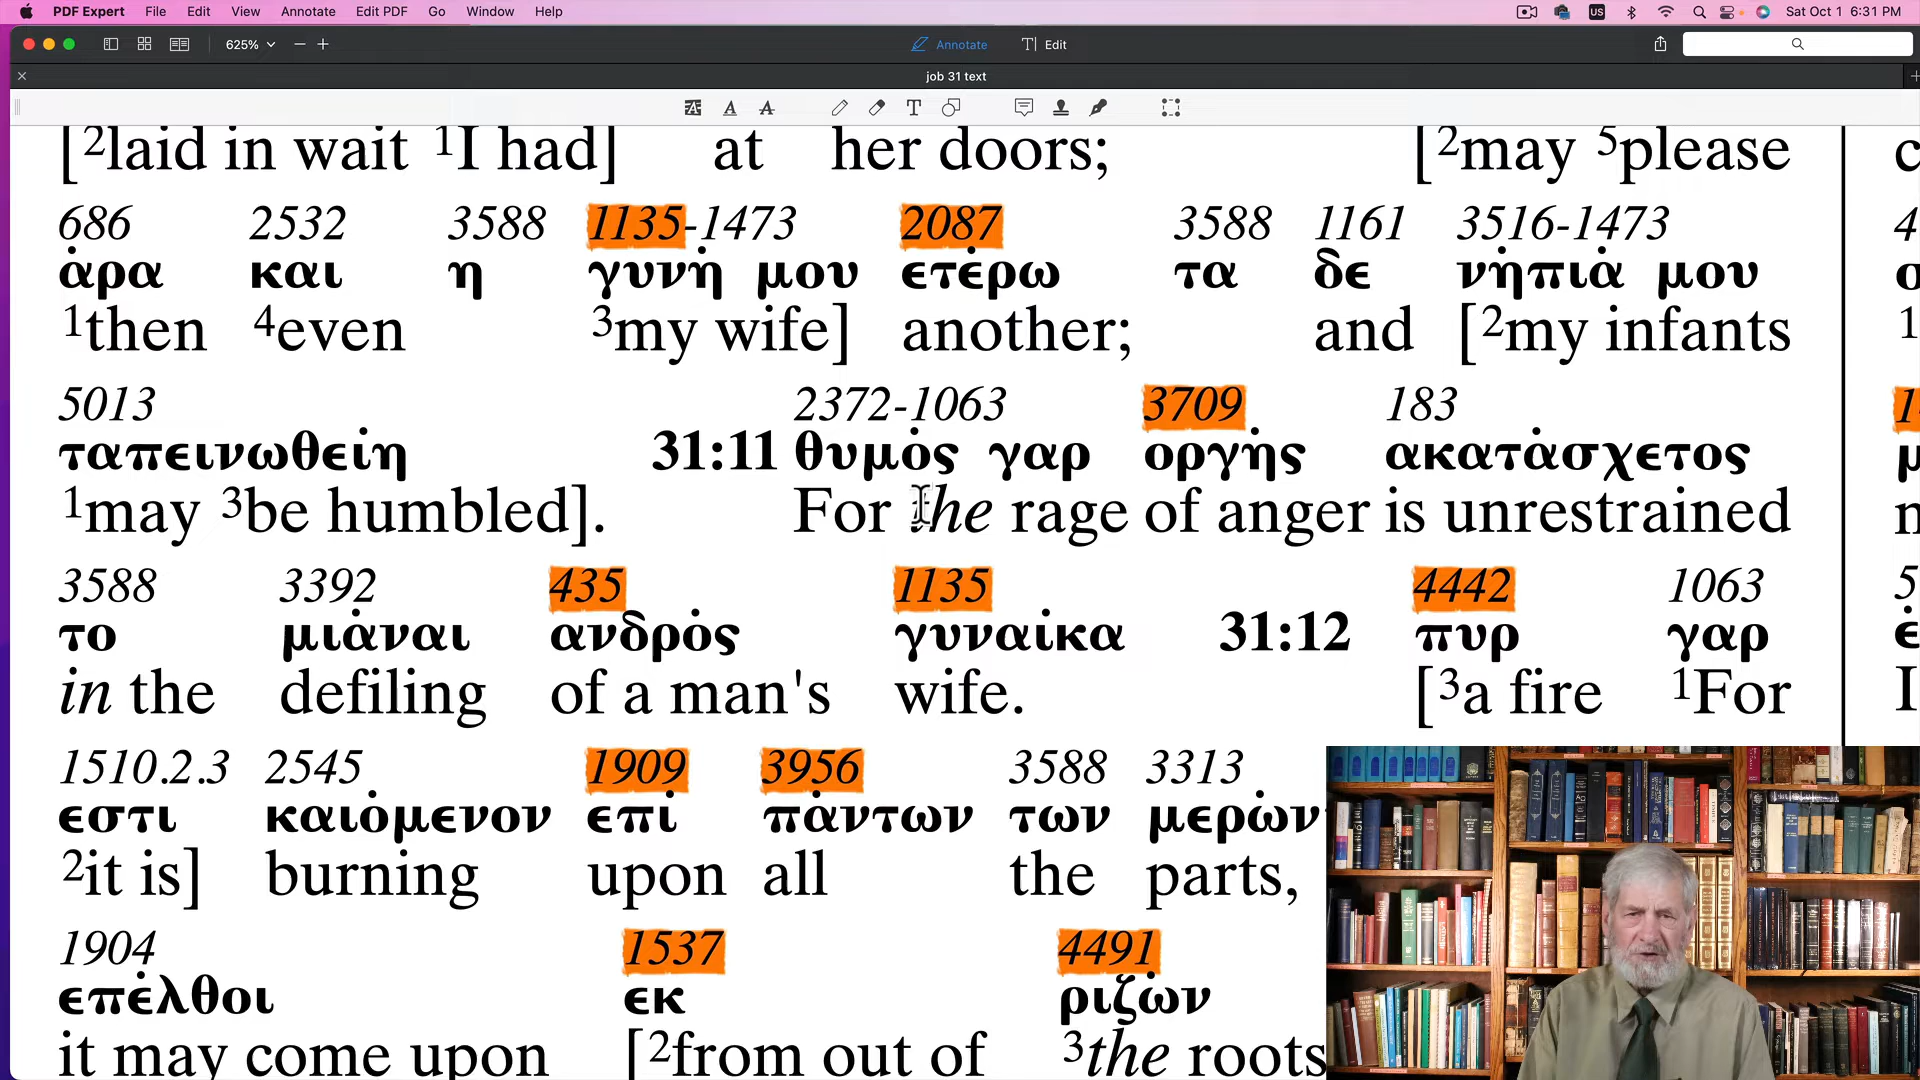 PDF Expert File Edit View Annotate Edit PDF Go Window Help US Sat Oct 1 6:31 PM
625% Annotate Edit
job 31 text
[²laid in wait ¹I had] at her doors; [²may ⁵please
686 2532 3588 1135-1473 2087 3588 1161 3516-1473
ἀρα και η γυνὴ μου ετέρω τα δε νήπιά μου
¹then ⁴even ³my wife] another; and [²my infants
5013 2372-1063 3709 183
ταπεινωθείη 31:11 θυμός γαρ οργής ακατάσχετος
¹may ³be humbled]. For the rage of anger is unrestrained
3588 3392 435 1135 4442 1063
το μιάναι ανδρός γυναίκα 31:12 πυρ γαρ
in the defiling of a man's wife. [³a fire ¹For
1510.2.3 2545 1909 3956 3588 3313
εστι καιόμενον επί πάντων των μερών
²it is] burning upon all the parts,
1904 1537 4491
επέλθοι εκ ριζών
it may come upon [²from out of ³the roots